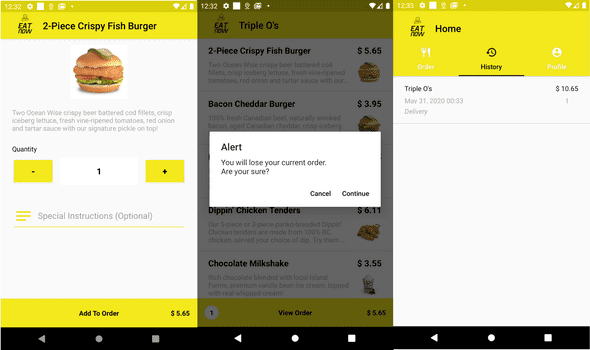 12:32
EAT
NOW
2-Piece Crispy Fish Burger
Two Ocean Wise crispy beer battered cod fillets, crisp
iceberg lettuce, fresh vine-ripened tomatoes, red onion
and tartar sauce with our signature pickle on top!
Quantity
-
1
+
Special Instructions (Optional)
Add To Order
$ 5.65
12:32
EAT
NOW
Triple O's
2-Piece Crispy Fish Burger
$ 5.65
Two Ocean Wise crispy beer battered cod
fillets, crisp iceberg lettuce, fresh vine-ripened
tomatoes, red onion and tartar sauce with our...
Bacon Cheddar Burger
$ 3.95
100% fresh Canadian beef, naturally smoked
bacon, aged Canadian cheddar, crisp iceberg
Alert
You will lose your current order.
Are your sure?
Cancel
Continue
Dippin' Chicken Tenders
$ 6.11
Our 5-piece or 3-piece panko-breaded Dippin'
Chicken tenders are made from 100% BC
chicken, served your choice of dip. Try them...
Chocolate Milkshake
$ 3.55
Rich chocolate blended with local Island
Farms, premium vanilla bean ice cream, topped
with real whipped cream!
1
View Order
$ 5.65
12:33
EAT
NOW
Home
Order
History
Profile
Triple O's
$ 10.65
May 31, 2020 00:33
1
Delivery